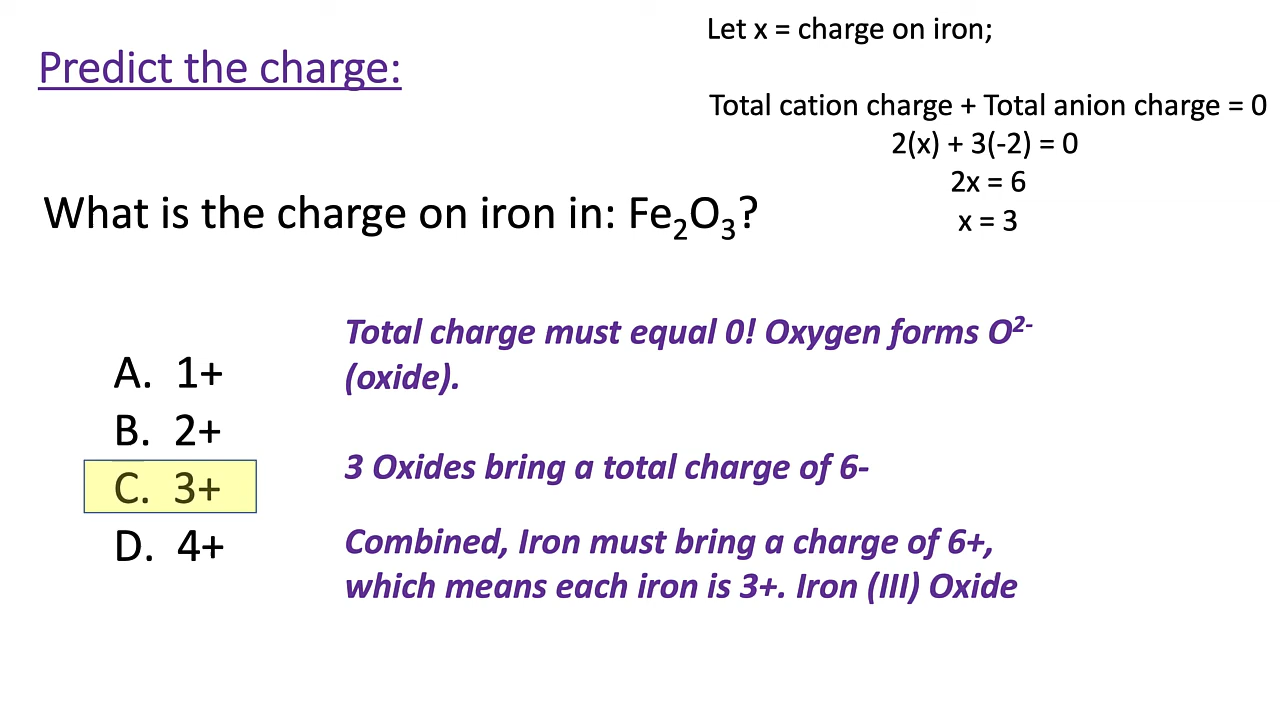 Predict the charge:
Let x = charge on iron;
Total cation charge + Total anion charge = 0
2(x) + 3(-2) = 0
2x = 6
x = 3
What is the charge on iron in: Fe₂O₃?
A. 1+
B. 2+
C. 3+
D. 4+
Total charge must equal 0! Oxygen forms O²⁻
(oxide).
3 Oxides bring a total charge of 6-
Combined, Iron must bring a charge of 6+,
which means each iron is 3+. Iron (III) Oxide